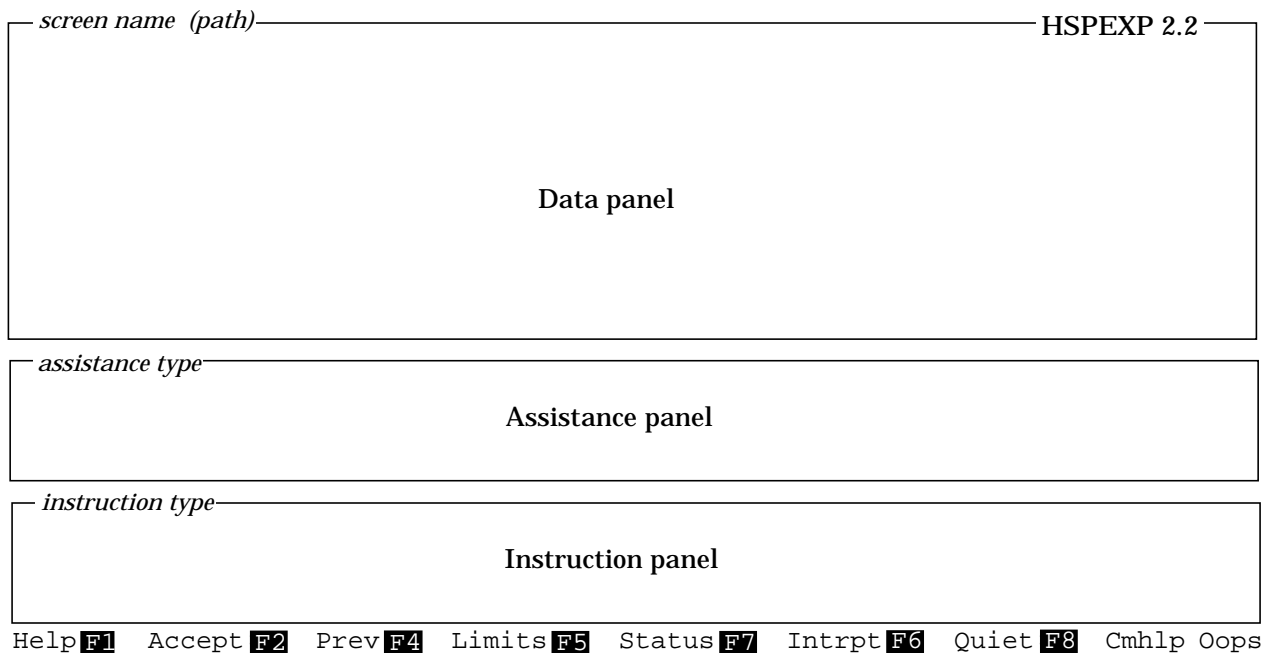 screen name (path) HSPEXP 2.2
Data panel
assistance type
Assistance panel
instruction type
Instruction panel
Help F1 Accept F2 Prev F4 Limits F5 Status F7 Intrpt F6 Quiet F8 Cmhlp Oops